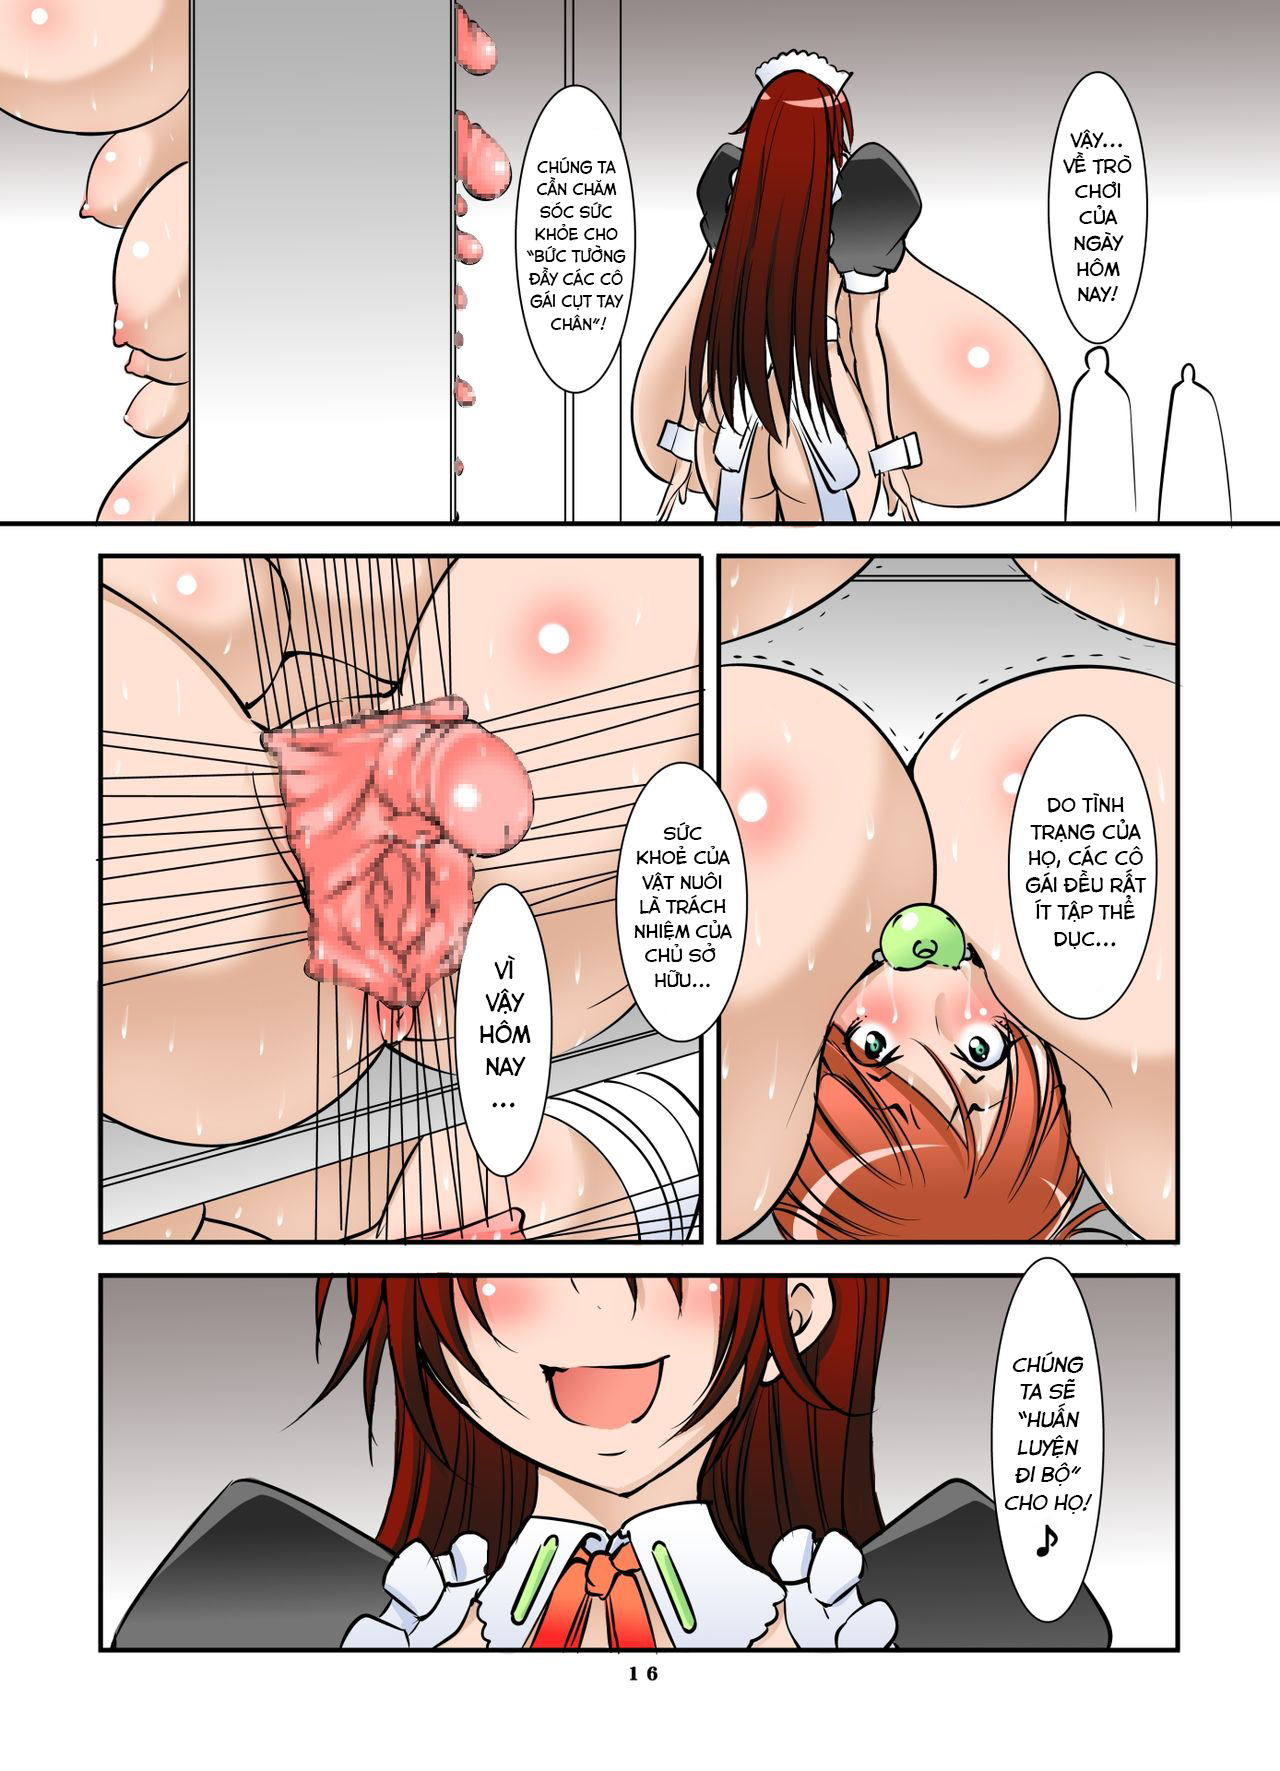 VẬY...
VỀ TRÒ
CHƠI
CỦA
NGÀY
HÔM
NAY!
CHÚNG TA
CẦN CHĂM
SÓC SỨC
KHỎE CHO
"BỨC TƯỜNG
ĐẦY CÁC CÔ
GÁI CỤT TAY
CHÂN"!
DO TÌNH
TRẠNG CỦA
HỌ, CÁC CÔ
GÁI ĐỀU RẤT
ÍT TẬP THỂ
DỤC...
SỨC
KHOẺ CỦA
VẬT NUÔI
LÀ TRÁCH
NHIỆM CỦA
CHỦ SỞ
HỮU...
VÌ
VẬY
HÔM
NAY
...
CHÚNG
TA SẼ
"HUẤN
LUYỆN
ĐI BỘ"
CHO HỌ!
♪
16